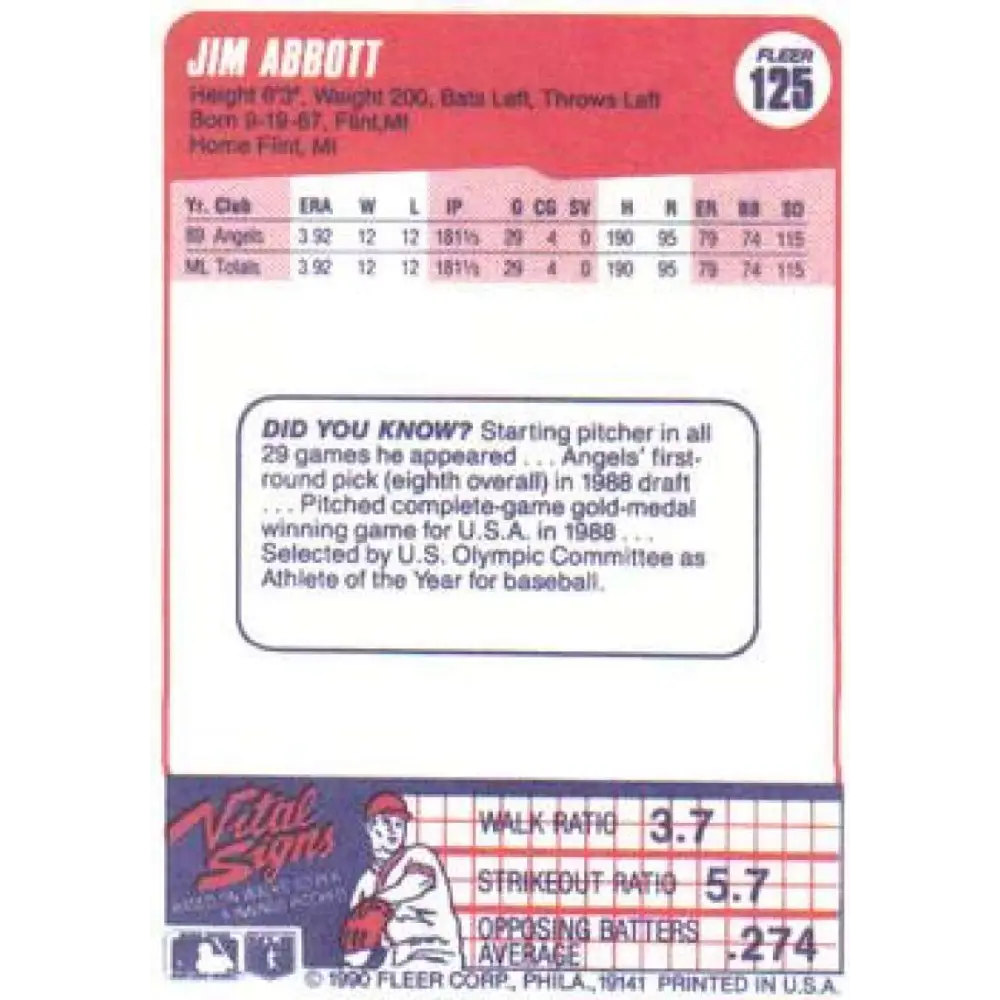 JIM ABBOTT
FLEER
125
Height 6'3", Weight 200, Bats Left, Throws Left
Born 9-19-67, Flint,MI
Home Flint, MI
Yr. Club ERA W L IP G CG SV H R ER BB SO
89 Angels 3.92 12 12 181⅓ 29 4 0 190 95 79 74 115
ML Totals 3.92 12 12 181⅓ 29 4 0 190 95 79 74 115
DID YOU KNOW? Starting pitcher in all
29 games he appeared . . . Angels' first-
round pick (eighth overall) in 1988 draft
. . . Pitched complete-game gold-medal
winning game for U.S.A. in 1988 . . .
Selected by U.S. Olympic Committee as
Athlete of the Year for baseball.
Vital
Signs
BASED ON
WALK RATIO 3.7
STRIKEOUT RATIO 5.7
OPPOSING BATTERS
AVERAGE .274
© 1990 FLEER CORP., PHILA., 19141 PRINTED IN U.S.A.